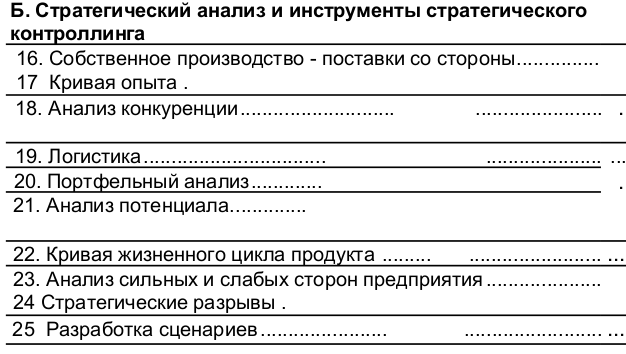 Б. Стратегический анализ и инструменты стратегического
контроллинга
16. Собственное производство - поставки со стороны...............
17 Кривая опыта .
18. Анализ конкуренции............................ ....................... .
19. Логистика................................. ..................... ...
20. Портфельный анализ............. .
21. Анализ потенциала..............
22. Кривая жизненного цикла продукта ......... ........................ ...
23. Анализ сильных и слабых сторон предприятия.....................
24 Стратегические разрывы .
25 Разработка сценариев....................... ......................... ...